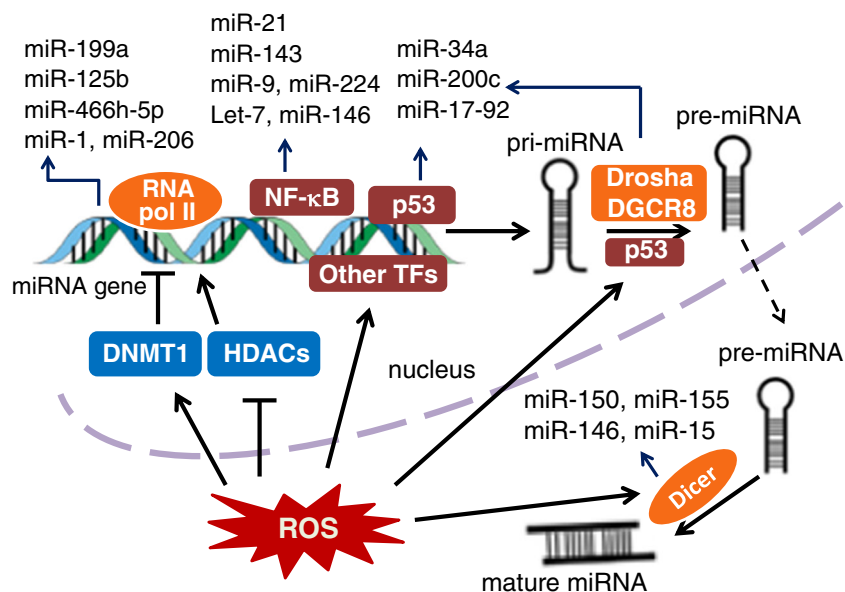 miR-199a
miR-125b
miR-466h-5p
miR-1, miR-206
miR-21
miR-143
miR-9, miR-224
Let-7, miR-146
miR-34a
miR-200c
miR-17-92
pri-miRNA
pre-miRNA
RNA
pol II
NF-κB
p53
Drosha
DGCR8
p53
Other TFs
miRNA gene
DNMT1
HDACs
nucleus
pre-miRNA
miR-150, miR-155
miR-146, miR-15
Dicer
ROS
mature miRNA